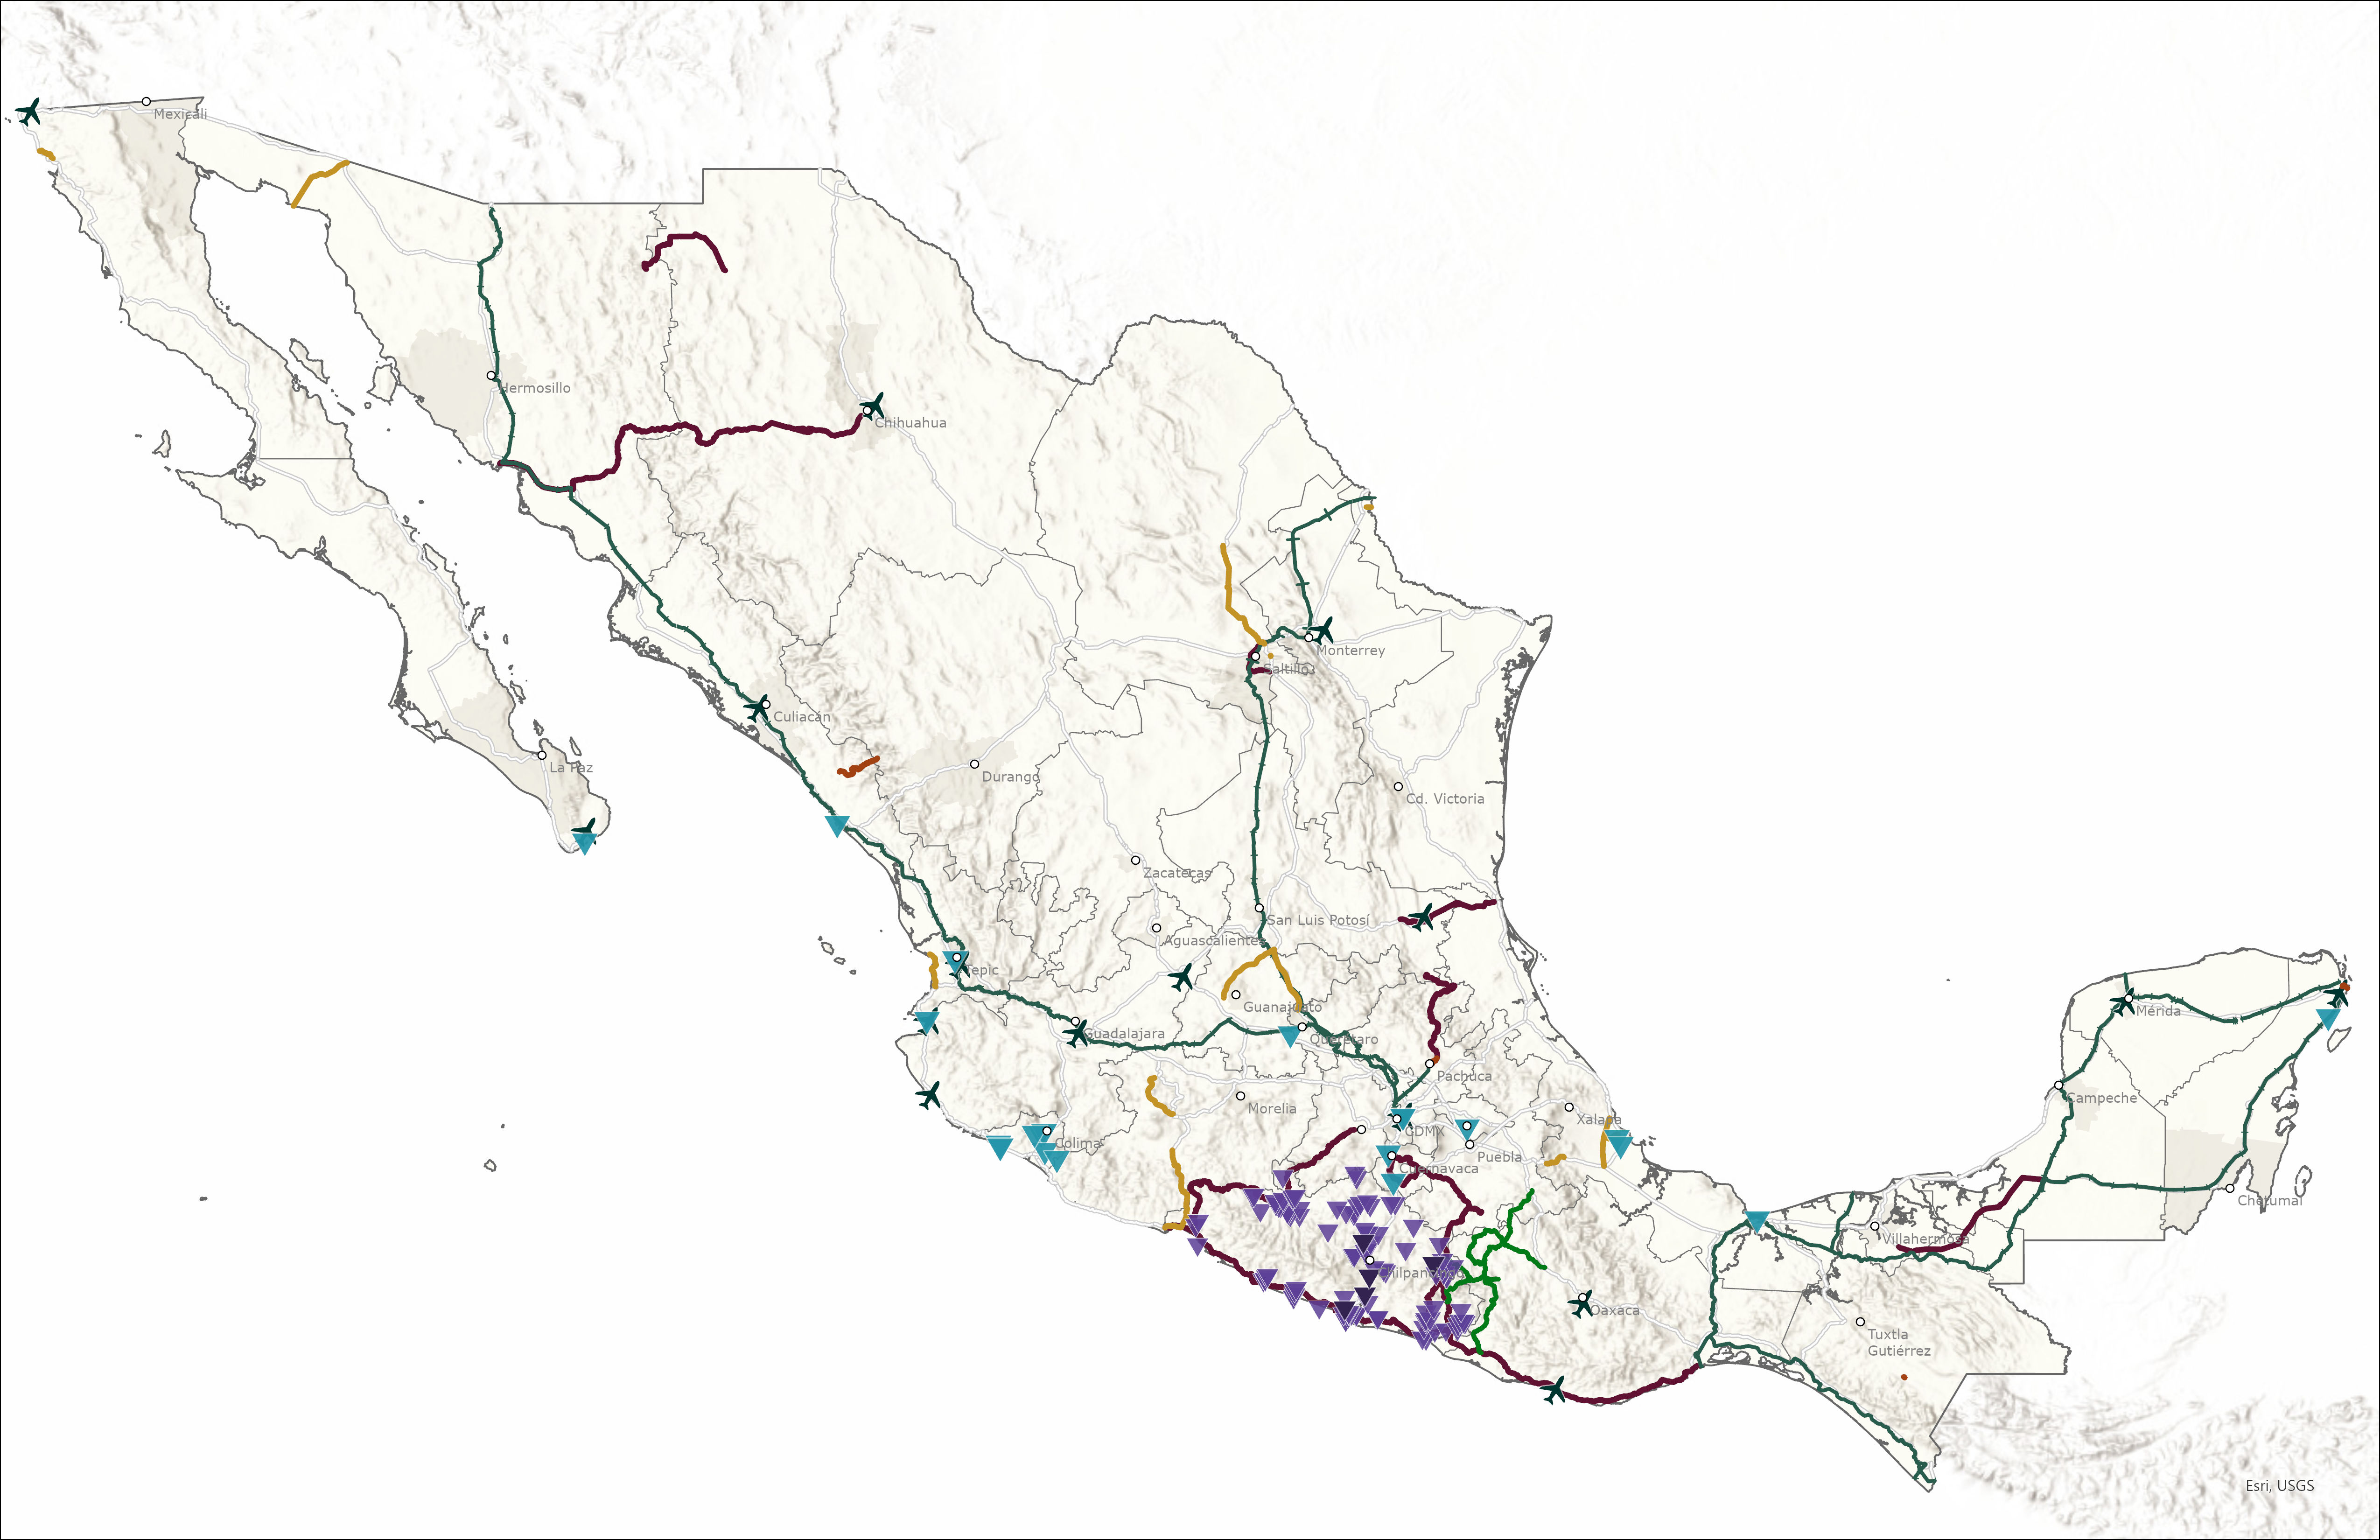 Mexicali
Hermosillo
Chihuahua
Monterrey
Saltillo
Culiacán
La Paz
Durango
Cd. Victoria
Zacatecas
San Luis Potosí
Aguascalientes
Tepic
Guanajuato
Guadalajara
Querétaro
Mérida
Pachuca
Campeche
Morelia
Xalapa
CDMX
Colima
Puebla
Cuernavaca
Chetumal
Villahermosa
Chilpancingo
Oaxaca
Tuxtla
Gutiérrez
Esri, USGS